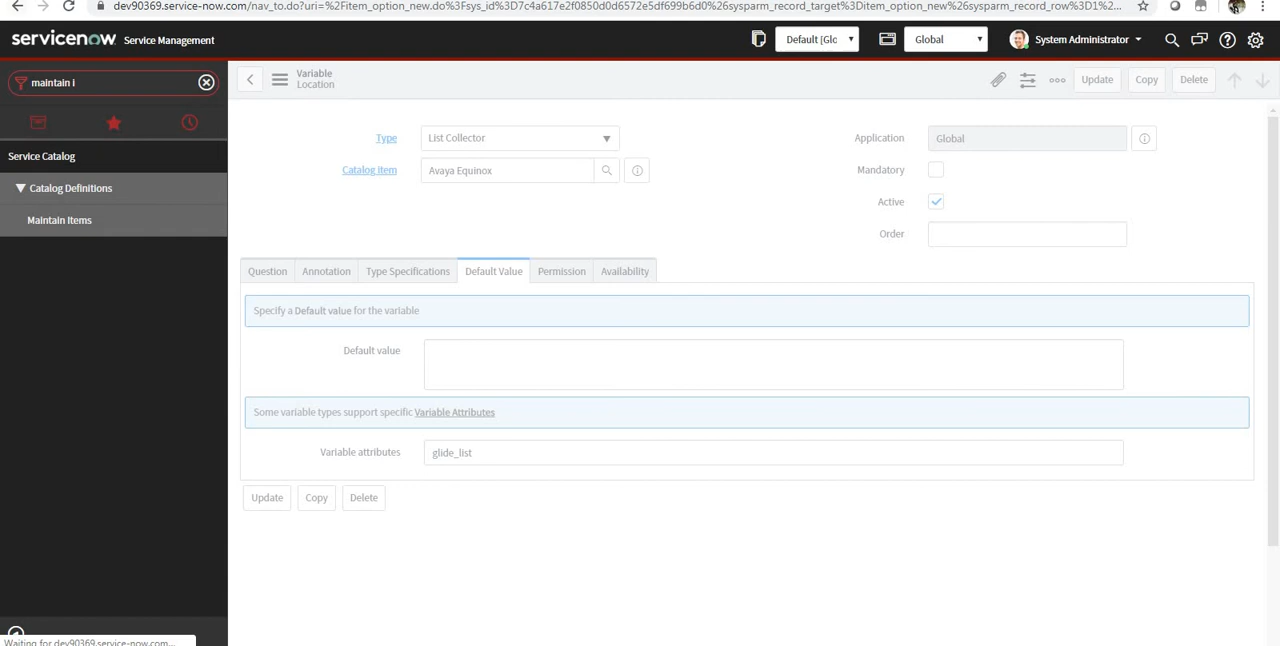 dev90369.service-now.com/nav_to.do?uri=%2Fitem_option_new.do%3Fsys_id%3D7c4a617e2f0850d0d6572e5df699b6d0%26sysparm_record_target%3Ditem_option_new%26sysparm_record_row%3D1%2...
servicenow Service Management
Default [Glo
Global
System Administrator
maintain i
Service Catalog
Catalog Definitions
Maintain Items
Variable
Location
Update
Copy
Delete
Type
List Collector
Application
Global
Catalog Item
Avaya Equinox
Mandatory
Active
Order
Question
Annotation
Type Specifications
Default Value
Permission
Availability
Specify a Default value for the variable
Default value
Some variable types support specific Variable Attributes
Variable attributes
glide_list
Update
Copy
Delete
Waiting for dev90369.service-now.com...